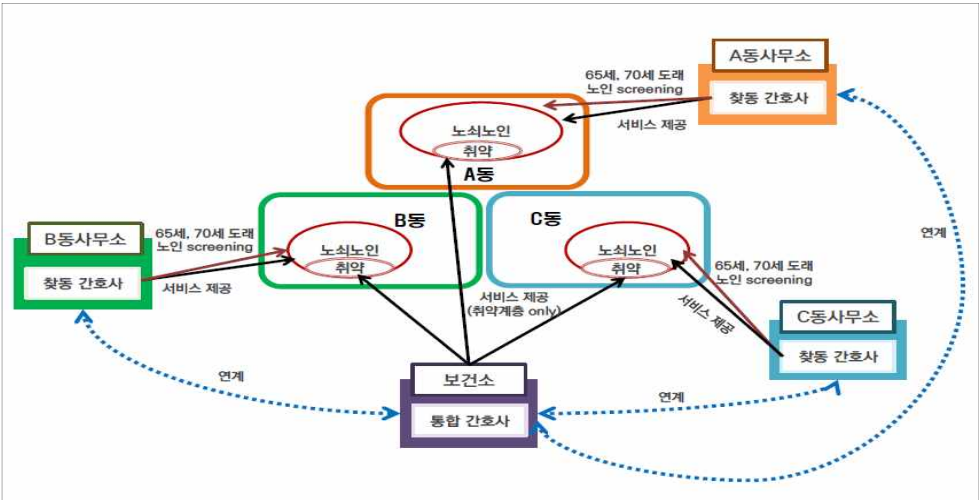 A동사무소
찾동 간호사
65세, 70세 도래
노인 screening
서비스 제공
노쇠노인
취약
A동
B동
노쇠노인
취약
C동
노쇠노인
취약
B동사무소
찾동 간호사
65세, 70세 도래
노인 screening
서비스 제공
65세, 70세 도래
노인 screening
서비스 제공
C동사무소
찾동 간호사
서비스 제공
(취약계층 only)
보건소
통합 간호사
연계
연계
연계